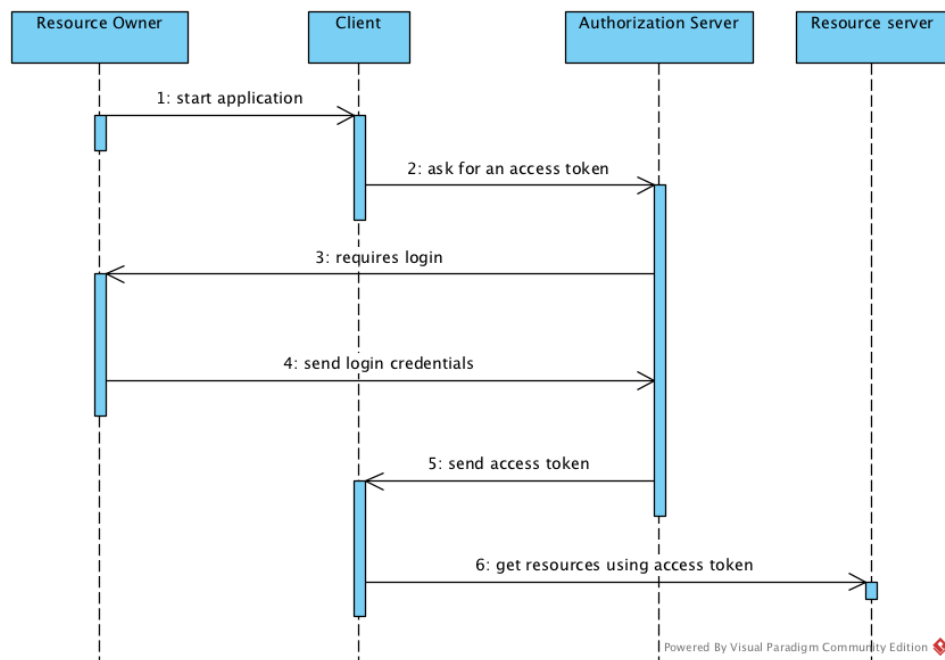 Resource Owner
Client
Authorization Server
Resource server
1: start application
2: ask for an access token
3: requires login
4: send login credentials
5: send access token
6: get resources using access token
Powered By Visual Paradigm Community Edition